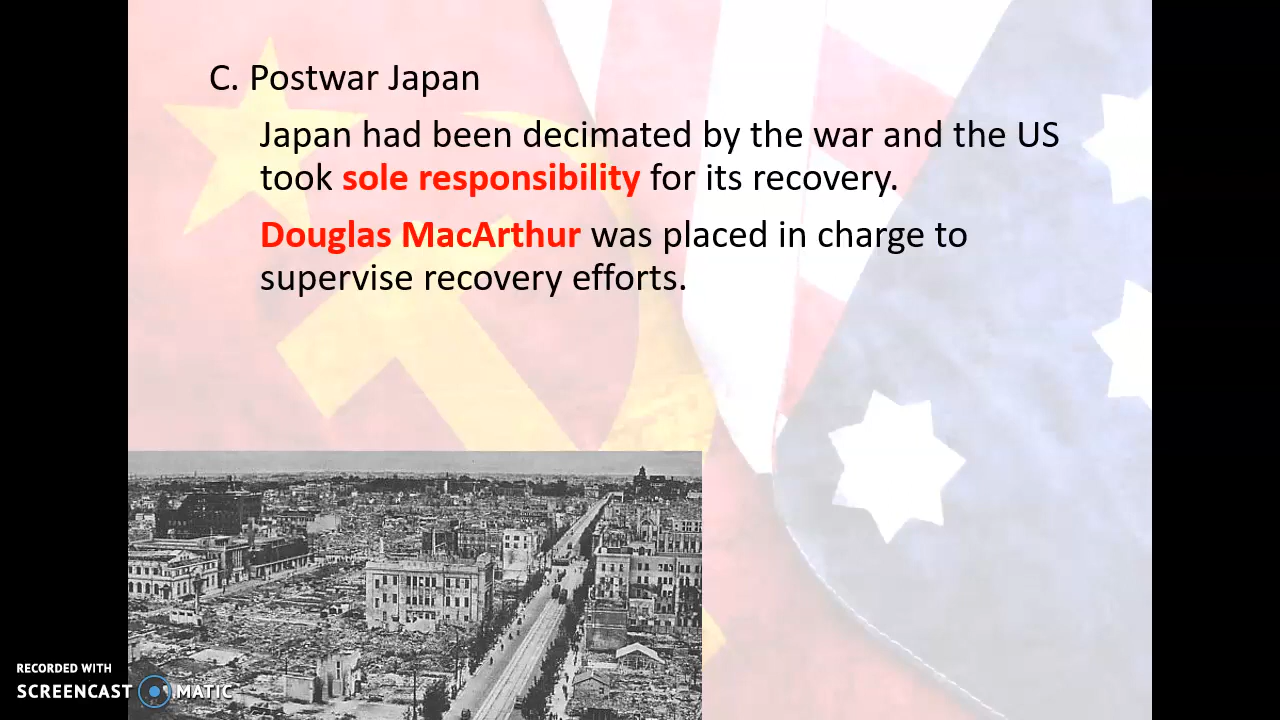 C. Postwar Japan
Japan had been decimated by the war and the US
took sole responsibility for its recovery.
Douglas MacArthur was placed in charge to
supervise recovery efforts.
RECORDED WITH
SCREENCAST MATIC